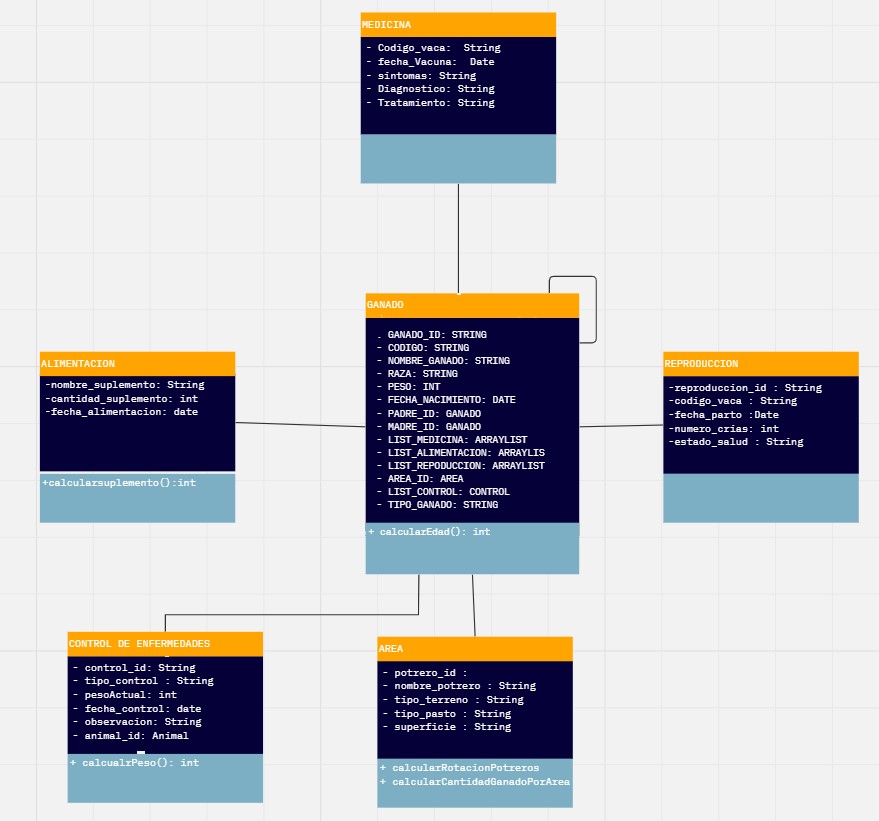 MEDICINA
- Codigo_vaca:  String
- fecha_Vacuna:  Date
- sintomas: String
- Diagnostico: String
- Tratamiento: String
GANADO
. GANADO_ID: STRING
- CODIGO: STRING
- NOMBRE_GANADO: STRING
- RAZA: STRING
- PESO: INT
- FECHA_NACIMIENTO: DATE
- PADRE_ID: GANADO
- MADRE_ID: GANADO
- LIST_MEDICINA: ARRAYLIST
- LIST_ALIMENTACION: ARRAYLIS
- LIST_REPODUCCION: ARRAYLIST
- AREA_ID: AREA
- LIST_CONTROL: CONTROL
- TIPO_GANADO: STRING
+ calcularEdad(): int
ALIMENTACION
-nombre_suplemento: String
-cantidad_suplemento: int
-fecha_alimentacion: date
+calcularsuplemento():int
REPRODUCCION
-reproduccion_id : String
-codigo_vaca : String
-fecha_parto :Date
-numero_crias: int
-estado_salud : String
CONTROL DE ENFERMEDADES
- control_id: String
- tipo_control : String
- pesoActual: int
- fecha_control: date
- observacion: String
- animal_id: Animal
+ calcualrPeso(): int
AREA
- potrero_id :
- nombre_potrero : String
- tipo_terreno : String
- tipo_pasto : String
- superficie : String
+ calcularRotacionPotreros
+ calcularCantidadGanadoPorArea